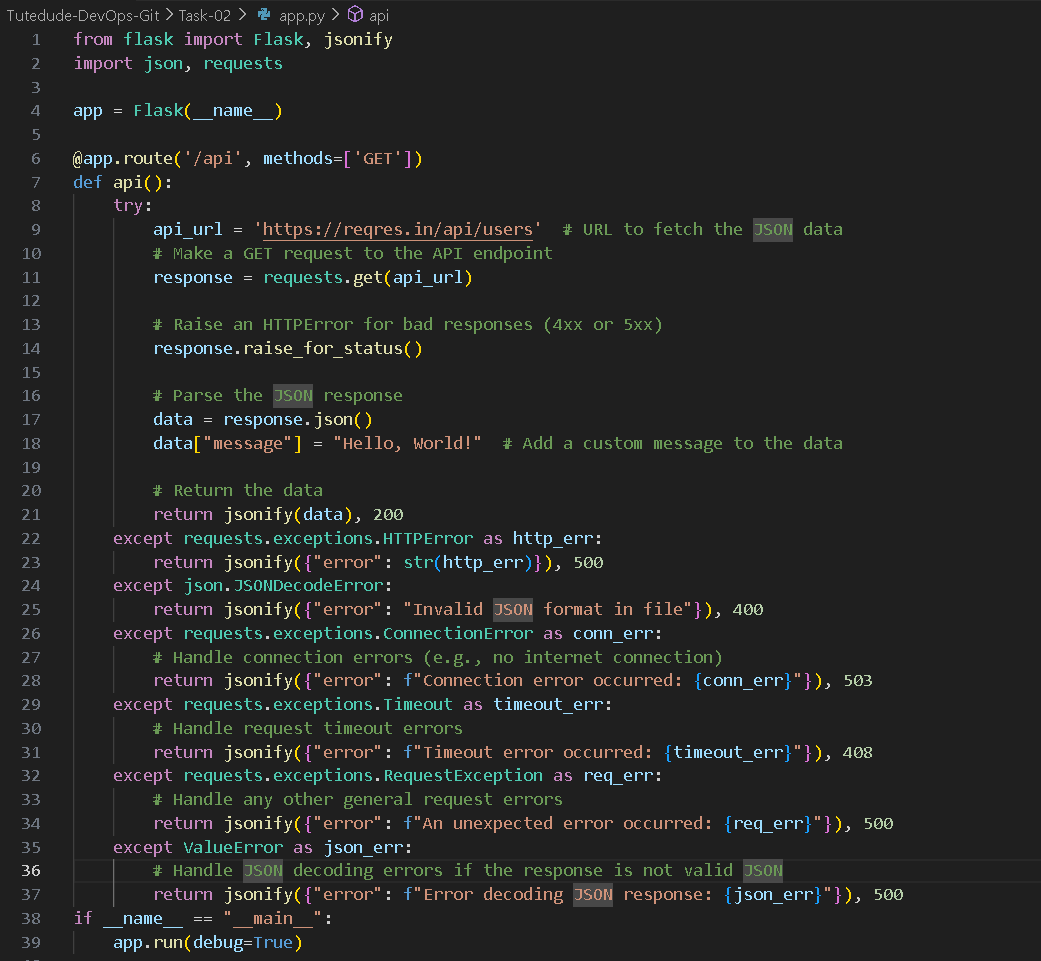 Tutedude-DevOps-Git > Task-02 > app.py > api
1 from flask import Flask, jsonify
2 import json, requests
3
4 app = Flask(__name__)
5
6 @app.route('/api', methods=['GET'])
7 def api():
8     try:
9         api_url = 'https://reqres.in/api/users'  # URL to fetch the JSON data
10         # Make a GET request to the API endpoint
11         response = requests.get(api_url)
12
13         # Raise an HTTPError for bad responses (4xx or 5xx)
14         response.raise_for_status()
15
16         # Parse the JSON response
17         data = response.json()
18         data["message"] = "Hello, World!"  # Add a custom message to the data
19
20         # Return the data
21         return jsonify(data), 200
22     except requests.exceptions.HTTPError as http_err:
23         return jsonify({"error": str(http_err)}), 500
24     except json.JSONDecodeError:
25         return jsonify({"error": "Invalid JSON format in file"}), 400
26     except requests.exceptions.ConnectionError as conn_err:
27         # Handle connection errors (e.g., no internet connection)
28         return jsonify({"error": f"Connection error occurred: {conn_err}"}), 503
29     except requests.exceptions.Timeout as timeout_err:
30         # Handle request timeout errors
31         return jsonify({"error": f"Timeout error occurred: {timeout_err}"}), 408
32     except requests.exceptions.RequestException as req_err:
33         # Handle any other general request errors
34         return jsonify({"error": f"An unexpected error occurred: {req_err}"}), 500
35     except ValueError as json_err:
36         # Handle JSON decoding errors if the response is not valid JSON
37         return jsonify({"error": f"Error decoding JSON response: {json_err}"}), 500
38 if __name__ == "__main__":
39     app.run(debug=True)